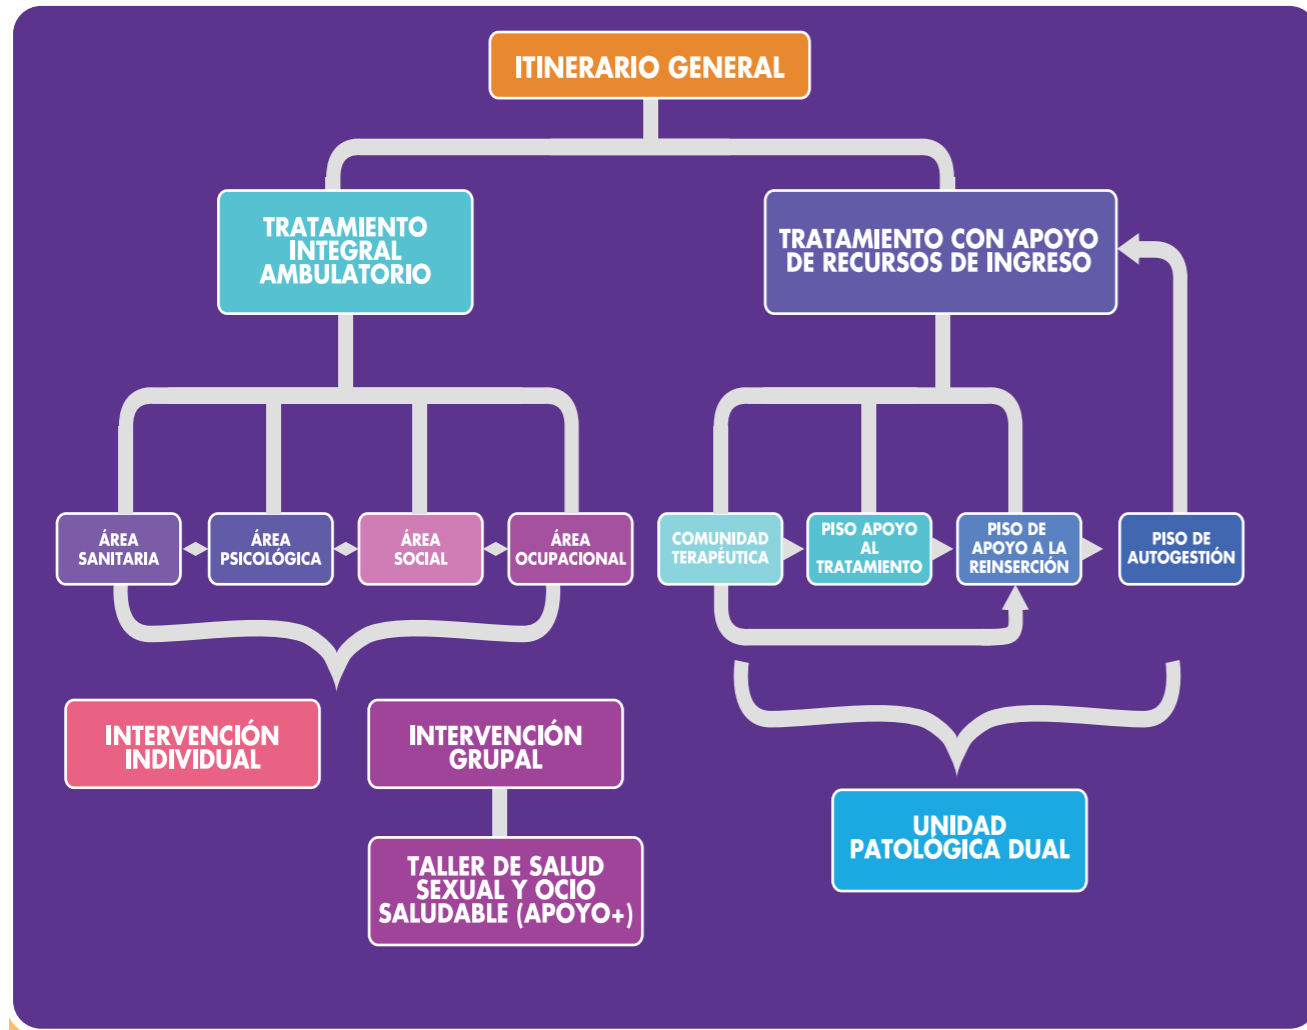 ITINERARIO GENERAL
TRATAMIENTO
INTEGRAL
AMBULATORIO
TRATAMIENTO CON APOYO
DE RECURSOS DE INGRESO
ÁREA
SANITARIA
ÁREA
PSICOLÓGICA
ÁREA
SOCIAL
ÁREA
OCUPACIONAL
COMUNIDAD
TERAPÉUTICA
PISO APOYO
AL
TRATAMIENTO
PISO DE
APOYO A LA
REINSERCIÓN
PISO DE
AUTOGESTIÓN
INTERVENCIÓN
INDIVIDUAL
INTERVENCIÓN
GRUPAL
TALLER DE SALUD
SEXUAL Y OCIO
SALUDABLE (APOYO+)
UNIDAD
PATOLÓGICA DUAL